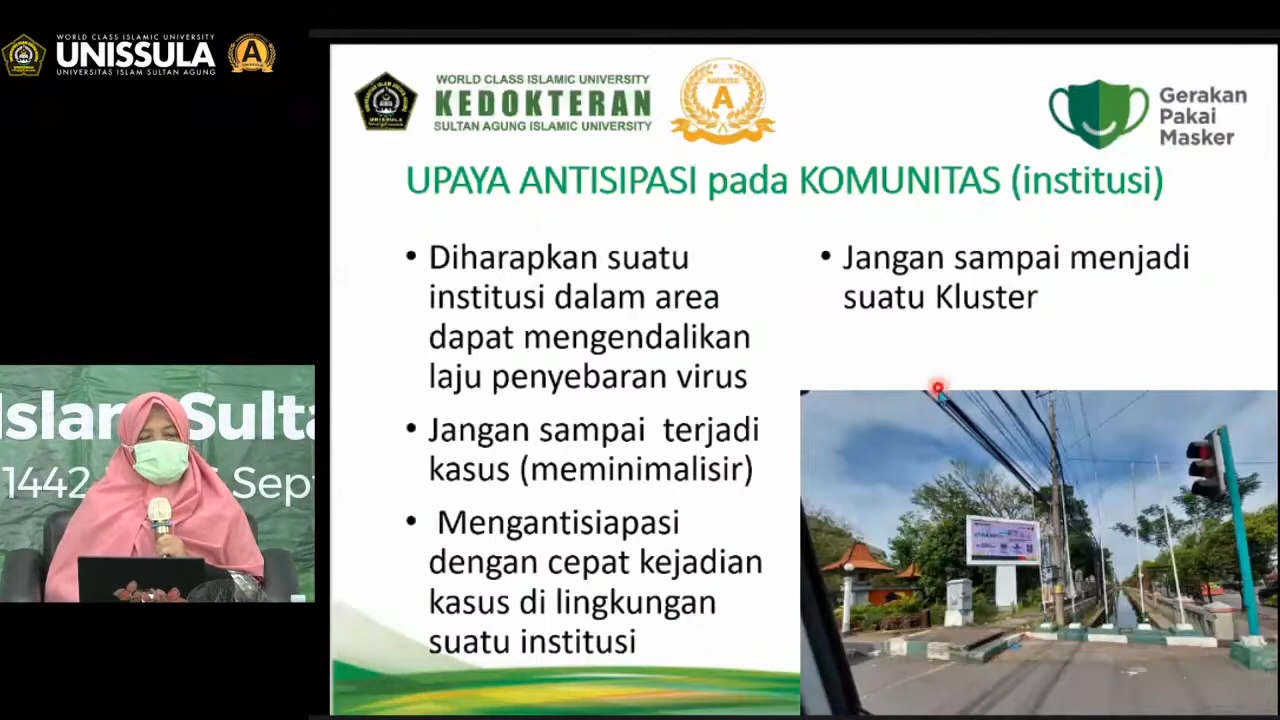 WORLD CLASS ISLAMIC UNIVERSITY
UNISSULA
UNIVERSITAS ISLAM SULTAN AGUNG
WORLD CLASS ISLAMIC UNIVERSITY
KEDOKTERAN
SULTAN AGUNG ISLAMIC UNIVERSITY
A
Gerakan
Pakai
Masker
UPAYA ANTISIPASI pada KOMUNITAS (institusi)
• Diharapkan suatu
institusi dalam area
dapat mengendalikan
laju penyebaran virus
• Jangan sampai terjadi
kasus (meminimalisir)
• Mengantisiapasi
dengan cepat kejadian
kasus di lingkungan
suatu institusi
• Jangan sampai menjadi
suatu Kluster
Islam Sulta
1442 Sept